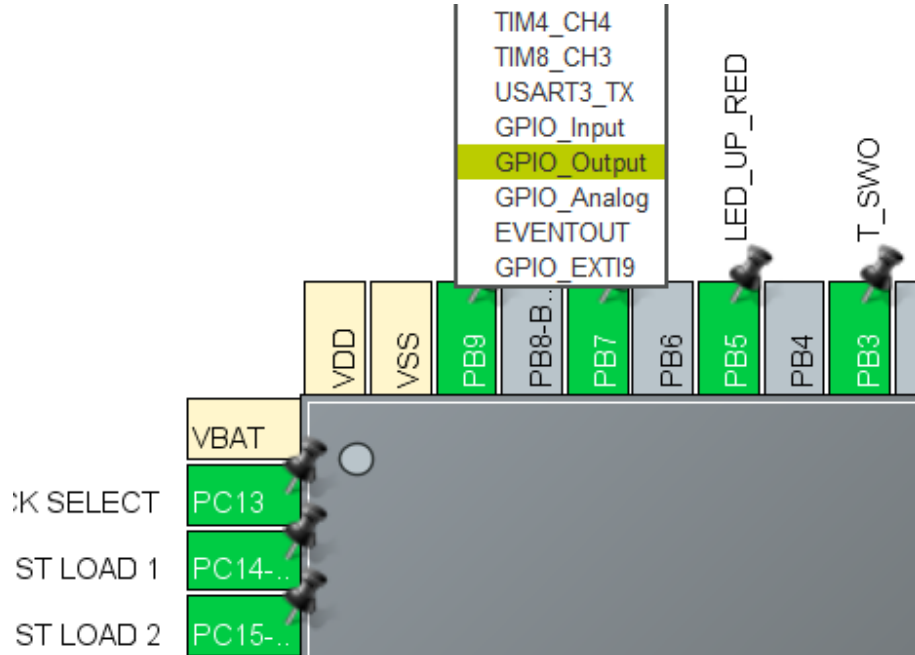 TIM4_CH4
TIM8_CH3
USART3_TX
GPIO_Input
GPIO_Output
GPIO_Analog
EVENTOUT
GPIO_EXTI9
LED_UP_RED
T_SWO
VDD
VSS
PB9
PB8-B..
PB7
PB6
PB5
PB4
PB3
VBAT
CK SELECT
PC13
ST LOAD 1
PC14-..
ST LOAD 2
PC15-..